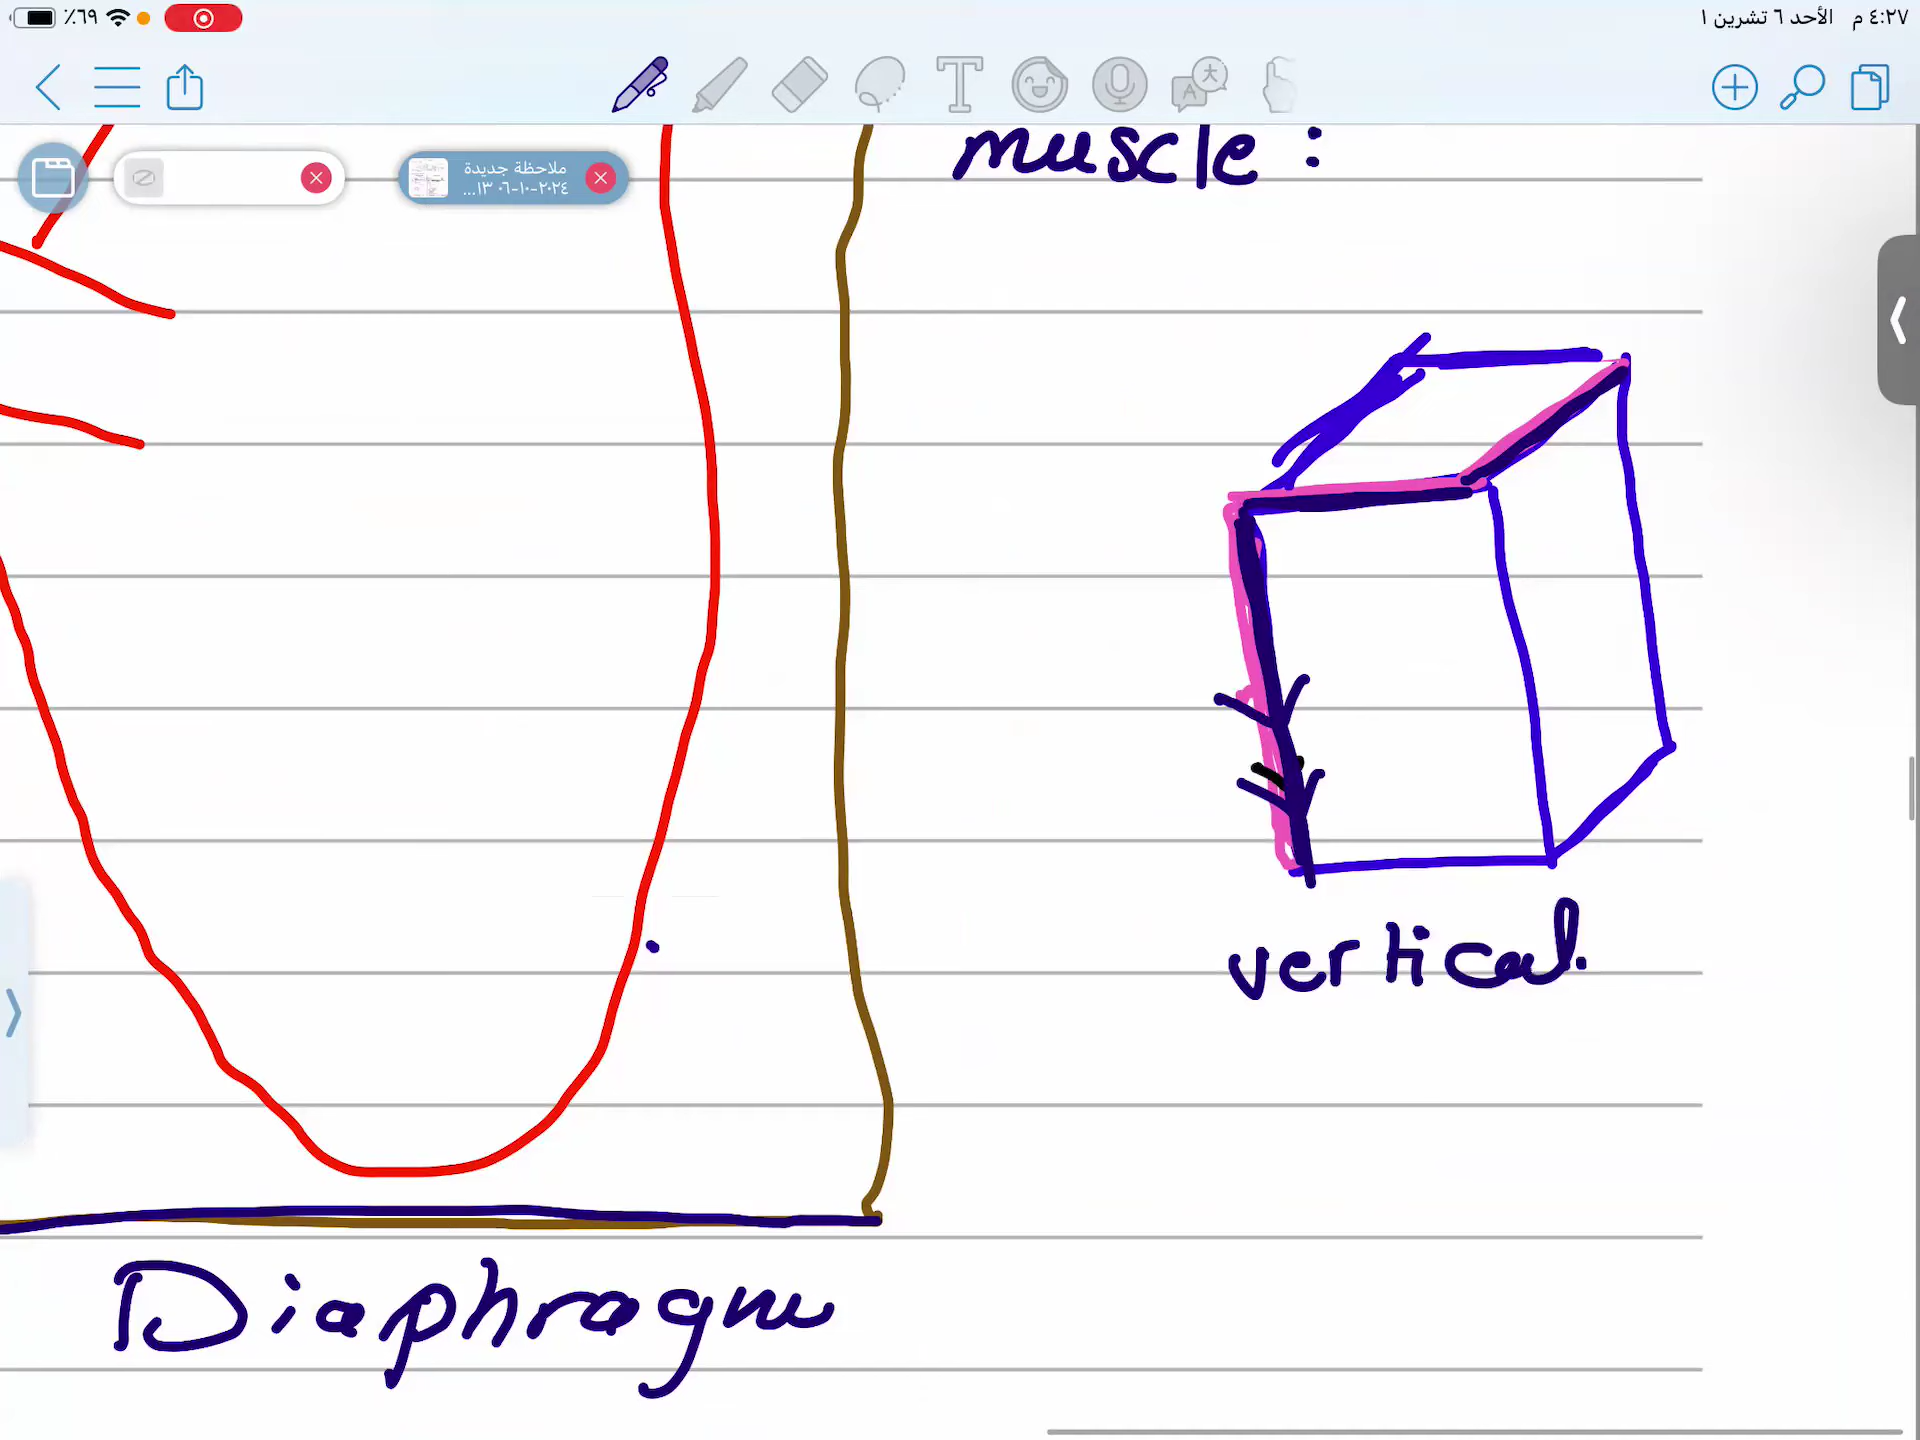 ٪٦٩
الأحد ٦ تشرين ١ ٤:٢٧ م
ملاحظة جديدة
٢٠٢٤-١٠-٠٦ ١٣...
muscle :
vertical.
Diaphragm